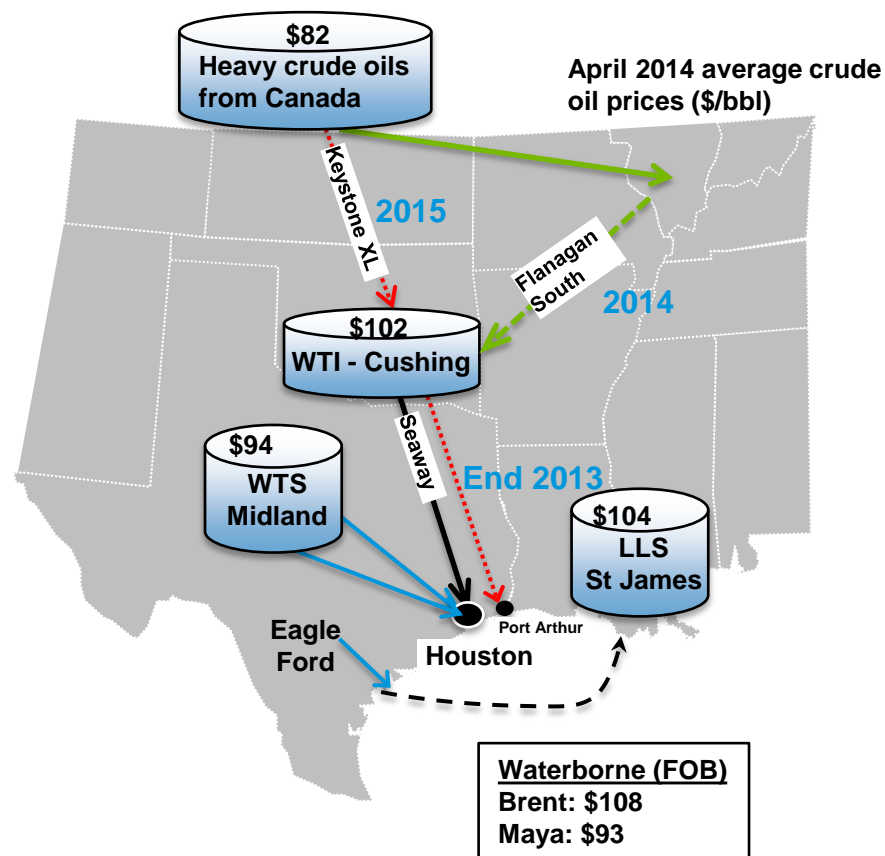 $82
Heavy crude oils
from Canada
April 2014 average crude
oil prices ($/bbl)
Keystone XL
2015
Flanagan
South
2014
$102
WTI - Cushing
Seaway
$94
WTS
Midland
End 2013
$104
LLS
St James
Port Arthur
Houston
Eagle
Ford
Waterborne (FOB)
Brent: $108
Maya: $93